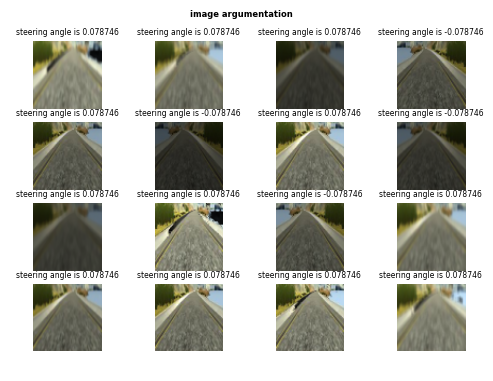 image argumentation
steering angle is 0.078746 steering angle is 0.078746 steering angle is 0.078746 steering angle is -0.078746
steering angle is 0.078746 steering angle is -0.078746 steering angle is 0.078746 steering angle is -0.078746
steering angle is 0.078746 steering angle is 0.078746 steering angle is -0.078746 steering angle is 0.078746
steering angle is 0.078746 steering angle is 0.078746 steering angle is 0.078746 steering angle is 0.078746